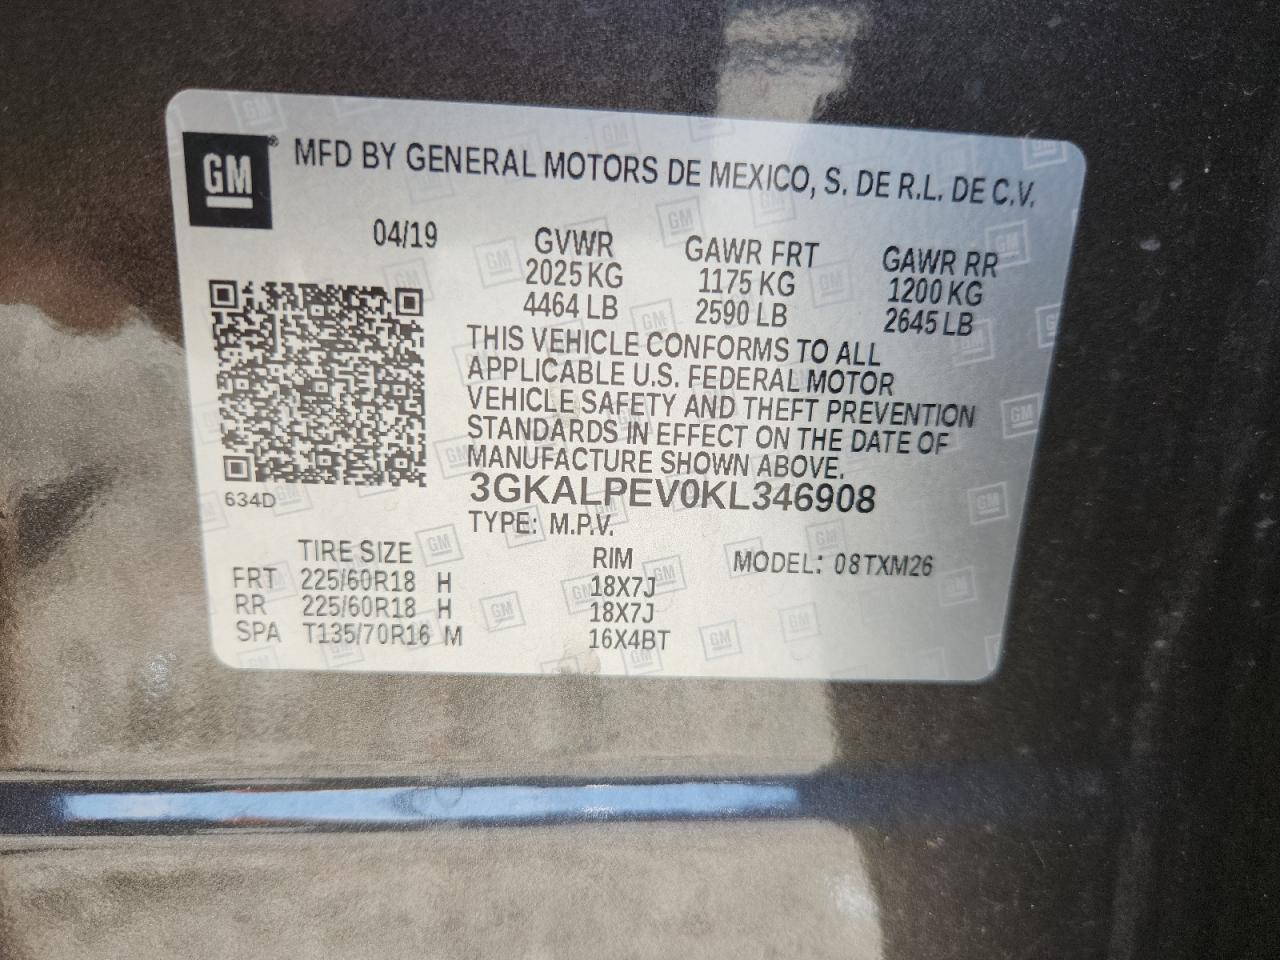 GM ® MFD BY GENERAL MOTORS DE MEXICO, S. DE R.L. DE C.V.
04/19 GVWR GAWR FRT GAWR RR
2025 KG 1175 KG 1200 KG
4464 LB 2590 LB 2645 LB
THIS VEHICLE CONFORMS TO ALL
APPLICABLE U.S. FEDERAL MOTOR
VEHICLE SAFETY AND THEFT PREVENTION
STANDARDS IN EFFECT ON THE DATE OF
MANUFACTURE SHOWN ABOVE.
634D 3GKALPEV0KL346908
TYPE: M.P.V.
TIRE SIZE RIM MODEL: 08TXM26
FRT 225/60R18 H 18X7J
RR 225/60R18 H 18X7J
SPA T135/70R16 M 16X4BT